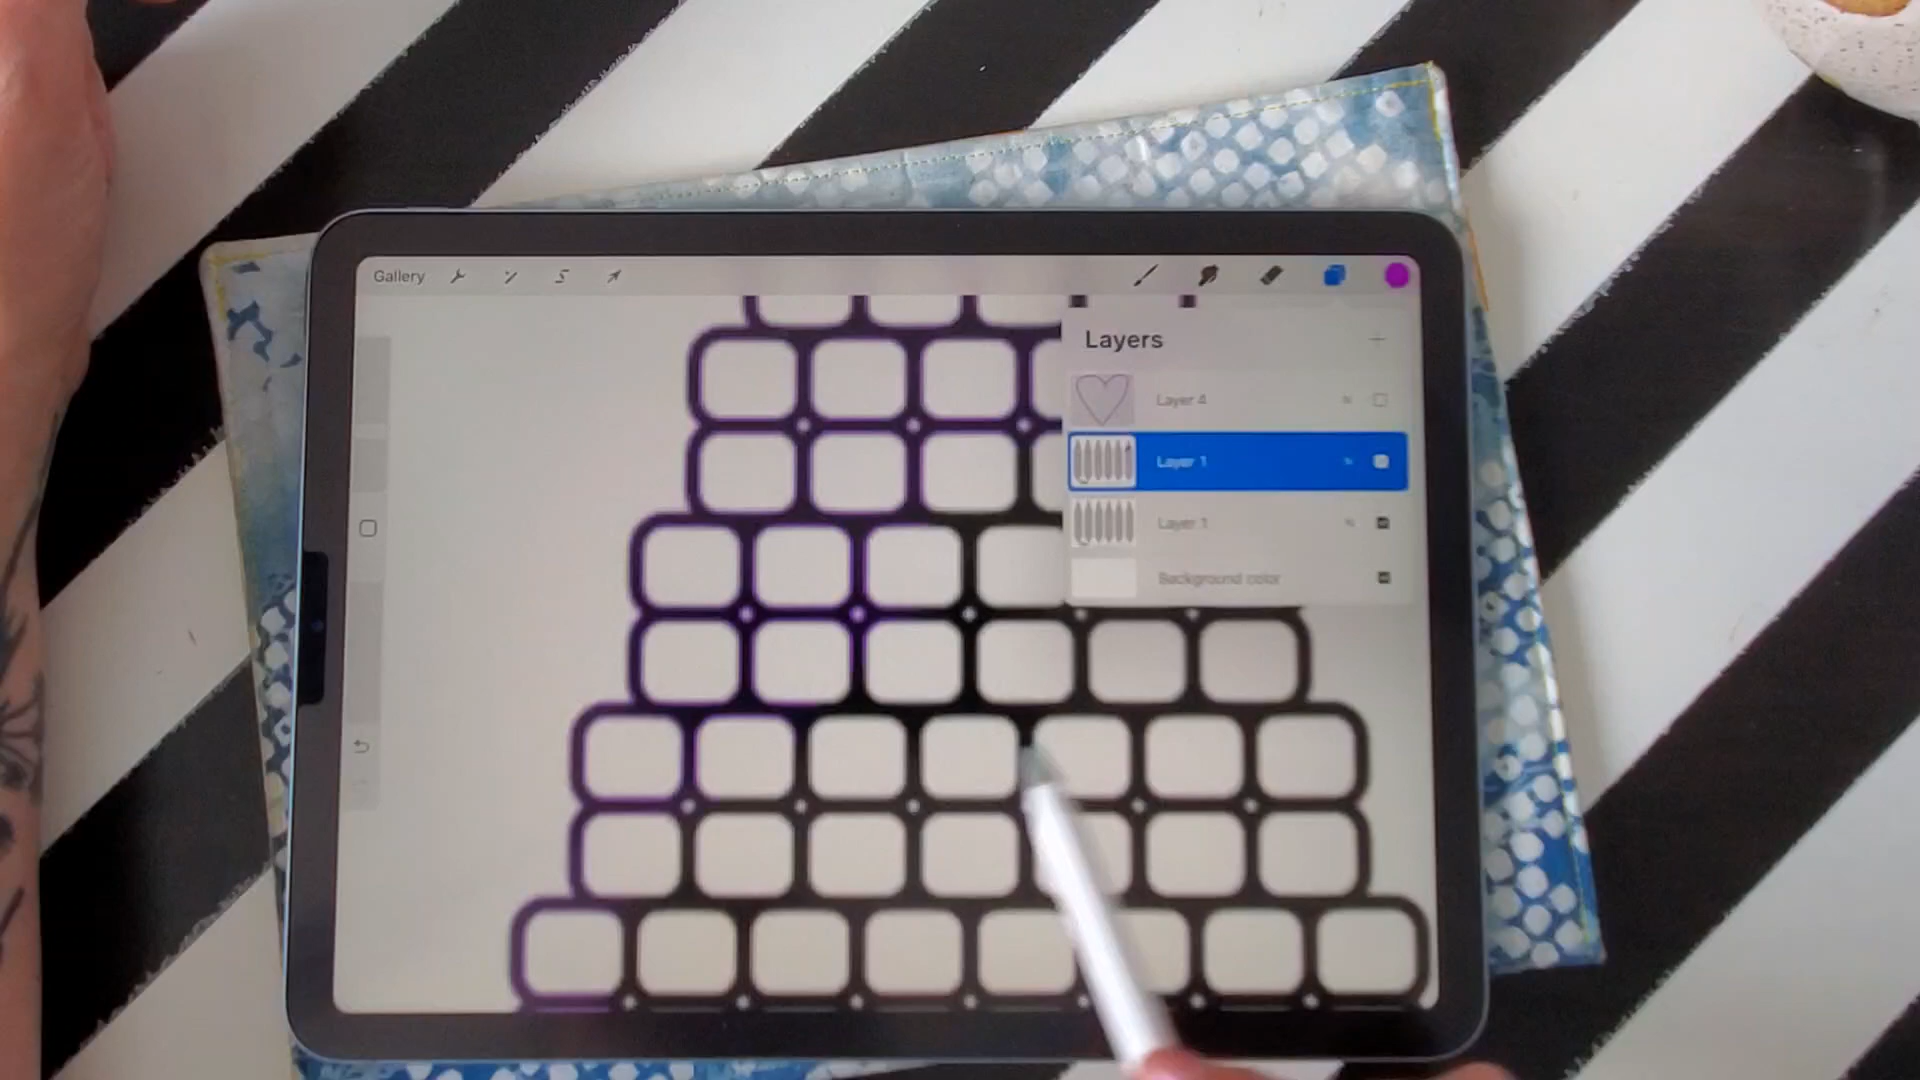 Gallery
Layers
Layer 4
Layer 1
Layer 1
Background color